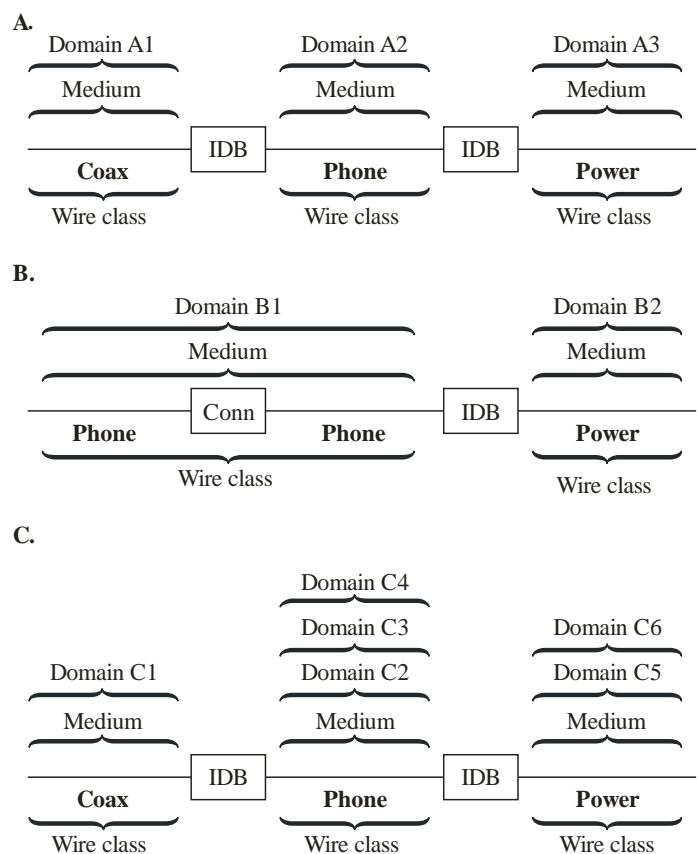 A.
Domain A1 Domain A2 Domain A3
Medium Medium Medium
IDB IDB
Coax Phone Power
Wire class Wire class Wire class
B.
Domain B1 Domain B2
Medium Medium
Conn IDB
Phone Phone Power
Wire class Wire class
C.
Domain C4
Domain C3 Domain C6
Domain C1 Domain C2 Domain C5
Medium Medium Medium
IDB IDB
Coax Phone Power
Wire class Wire class Wire class